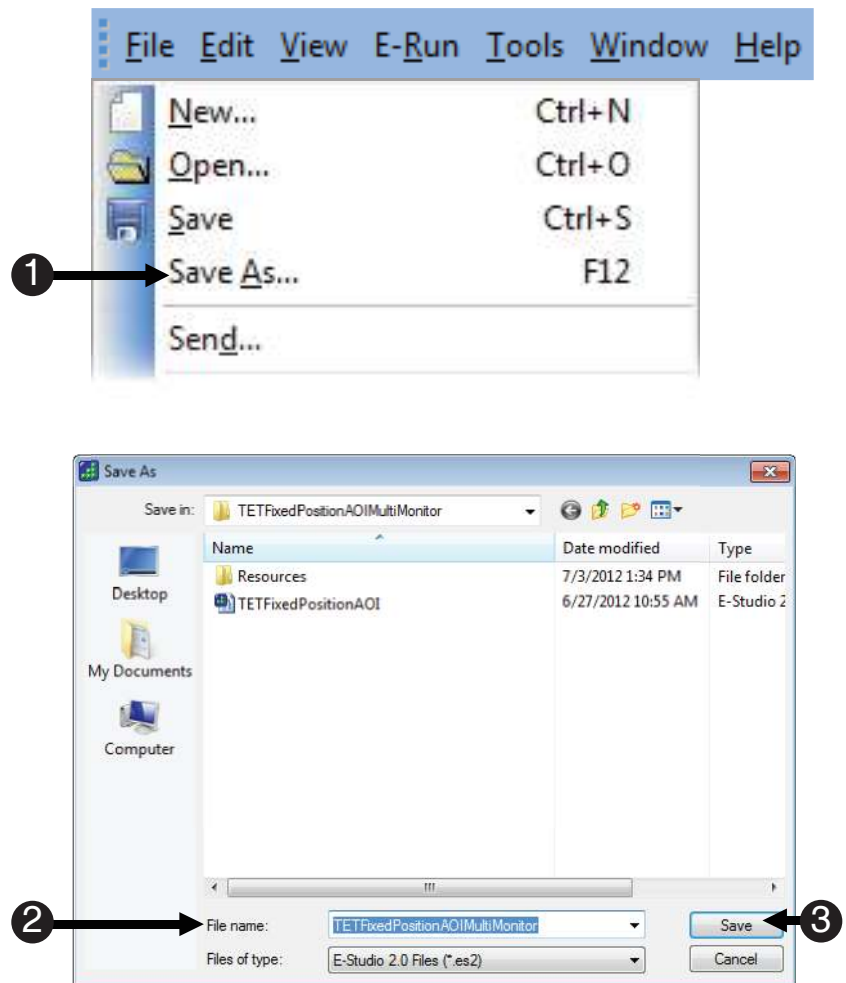 File Edit View E-Run Tools Window Help
New... Ctrl+N
Open... Ctrl+O
Save Ctrl+S
1 Save As... F12
Send...
Save As
Save in: TETFixedPositionAOIMultiMonitor
Name Date modified Type
Resources 7/3/2012 1:34 PM File folder
TETFixedPositionAOI 6/27/2012 10:55 AM E-Studio 2
Desktop
My Documents
Computer
2 File name: TETFixedPositionAOIMultiMonitor Save 3
Files of type: E-Studio 2.0 Files (*.es2) Cancel